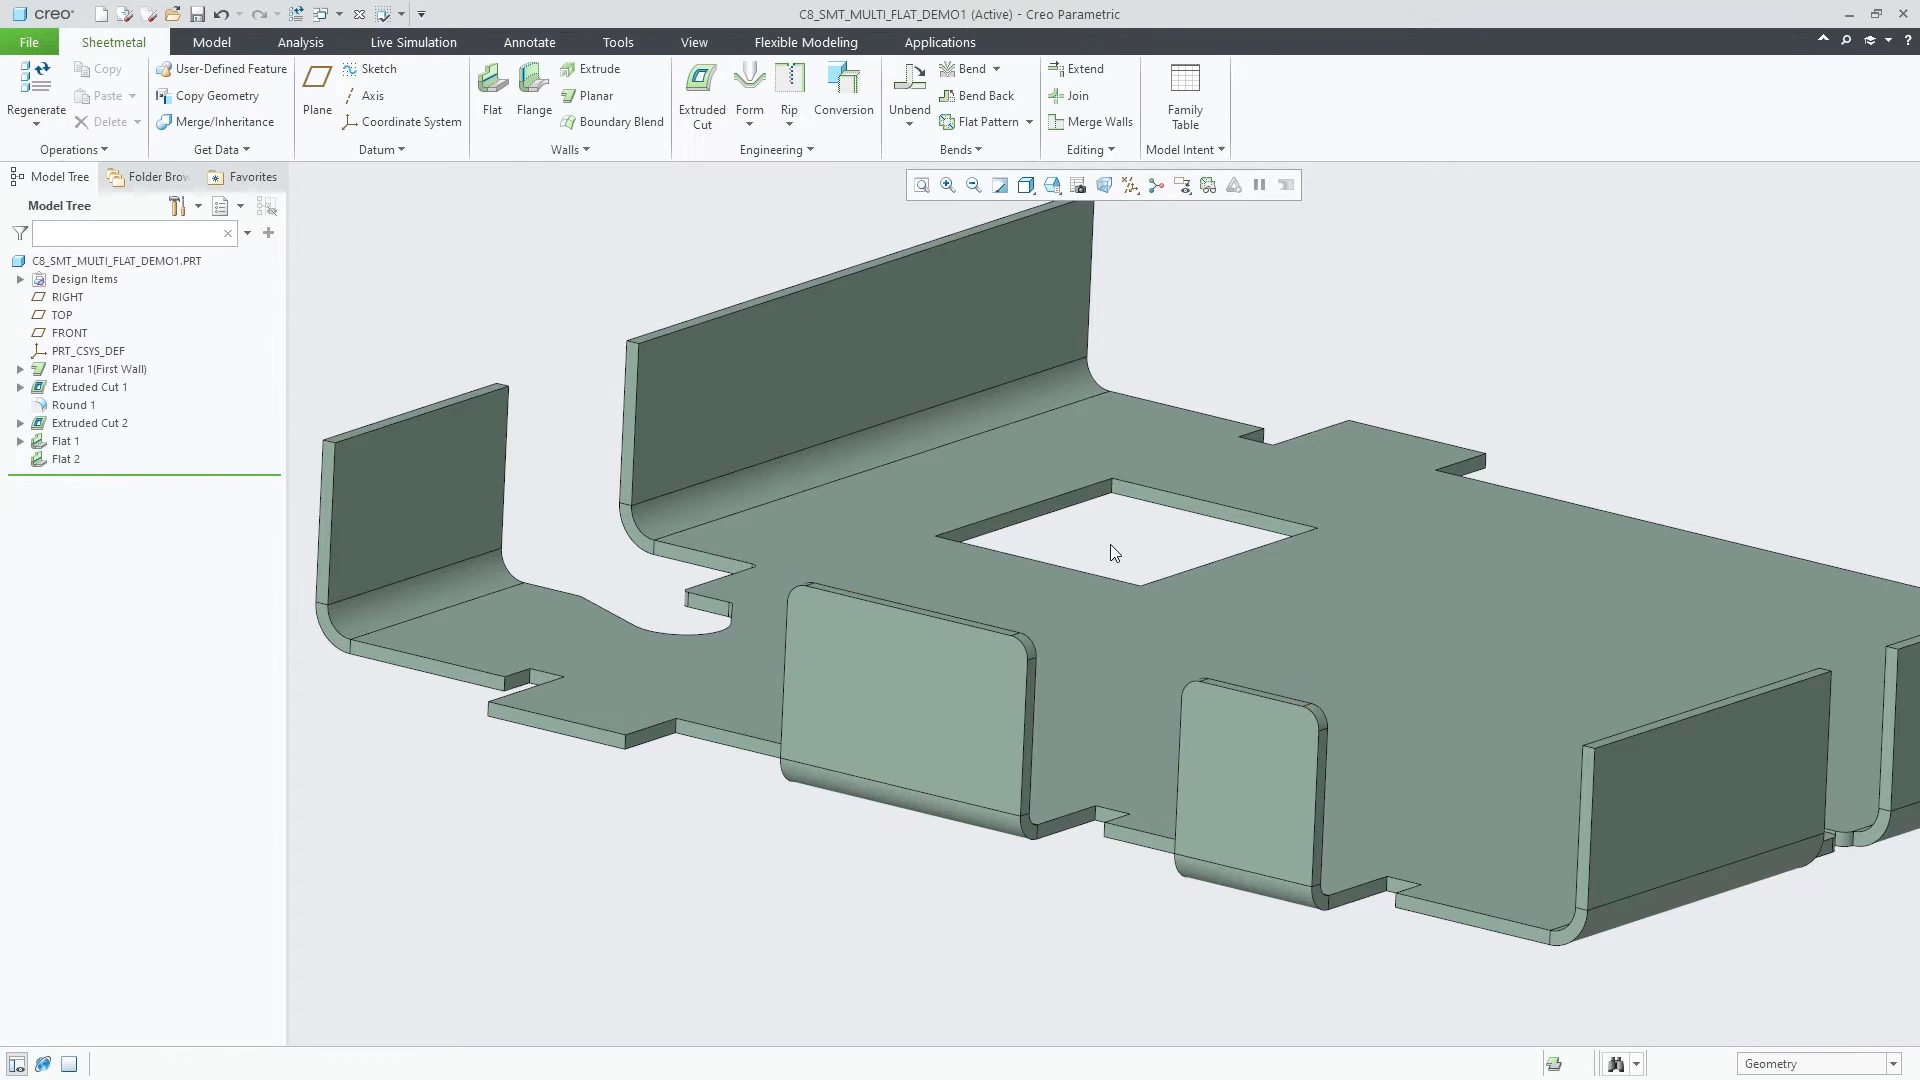 creo
C8_SMT_MULTI_FLAT_DEMO1 (Active) - Creo Parametric
File Sheetmetal Model Analysis Live Simulation Annotate Tools View Flexible Modeling Applications
Regenerate
Copy
Paste
Delete
Operations
User-Defined Feature
Copy Geometry
Merge/Inheritance
Get Data
Plane
Sketch
Axis
Coordinate System
Datum
Flat
Flange
Extrude
Planar
Boundary Blend
Walls
Extruded
Cut
Form
Rip
Conversion
Engineering
Unbend
Bend
Bend Back
Flat Pattern
Bends
Extend
Join
Merge Walls
Editing
Family
Table
Model Intent
Model Tree Folder Brow Favorites
Model Tree
C8_SMT_MULTI_FLAT_DEMO1.PRT
Design Items
RIGHT
TOP
FRONT
PRT_CSYS_DEF
Planar 1(First Wall)
Extruded Cut 1
Round 1
Extruded Cut 2
Flat 1
Flat 2
Geometry